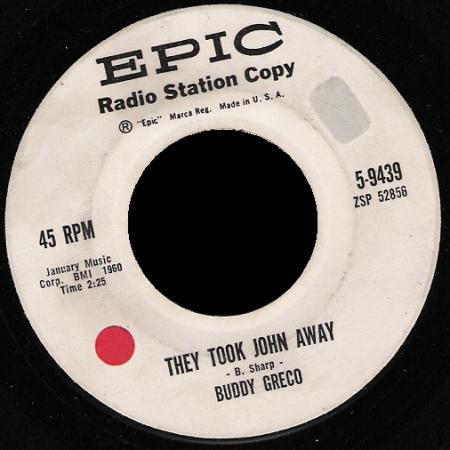 EPIC
Radio Station Copy
® "Epic" Marca Reg. Made in U.S.A.
5-9439
ZSP 52856
45 RPM
January Music
Corp. BMI 1960
Time 2:25
THEY TOOK JOHN AWAY
- B. Sharp -
BUDDY GRECO